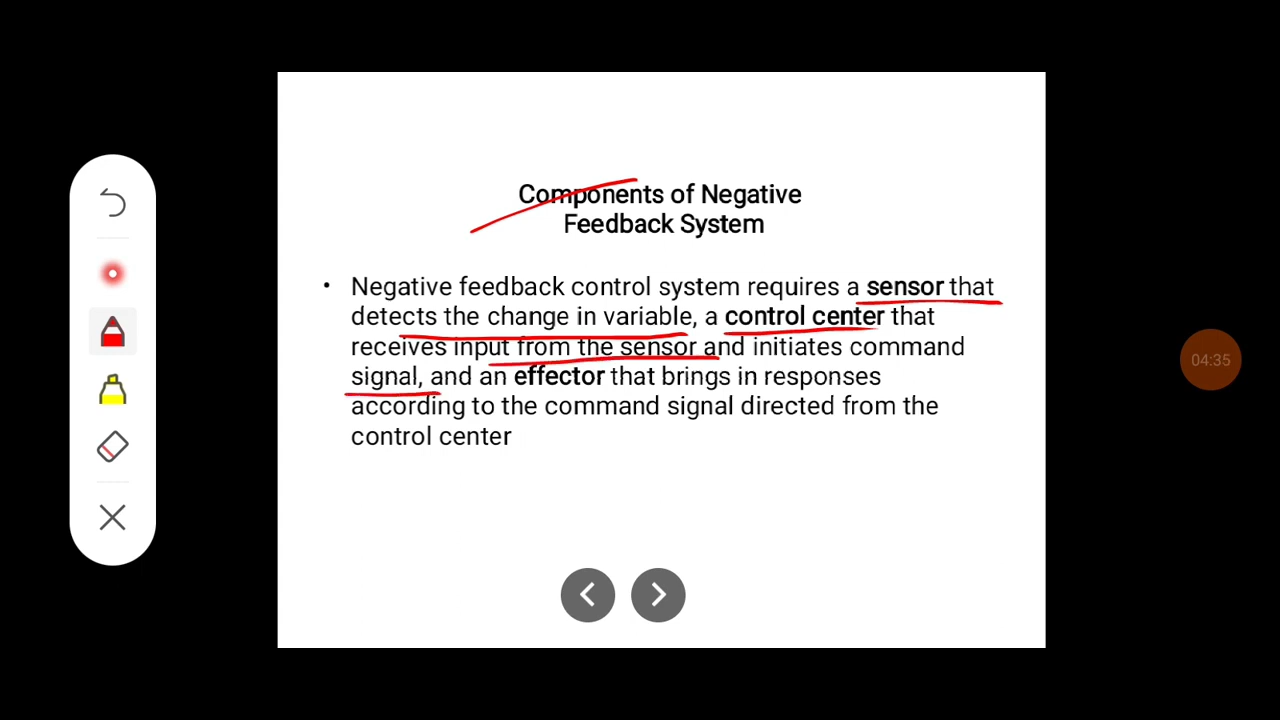 Components of Negative
Feedback System
• Negative feedback control system requires a sensor that
detects the change in variable, a control center that
receives input from the sensor and initiates command
signal, and an effector that brings in responses
according to the command signal directed from the
control center
04:35